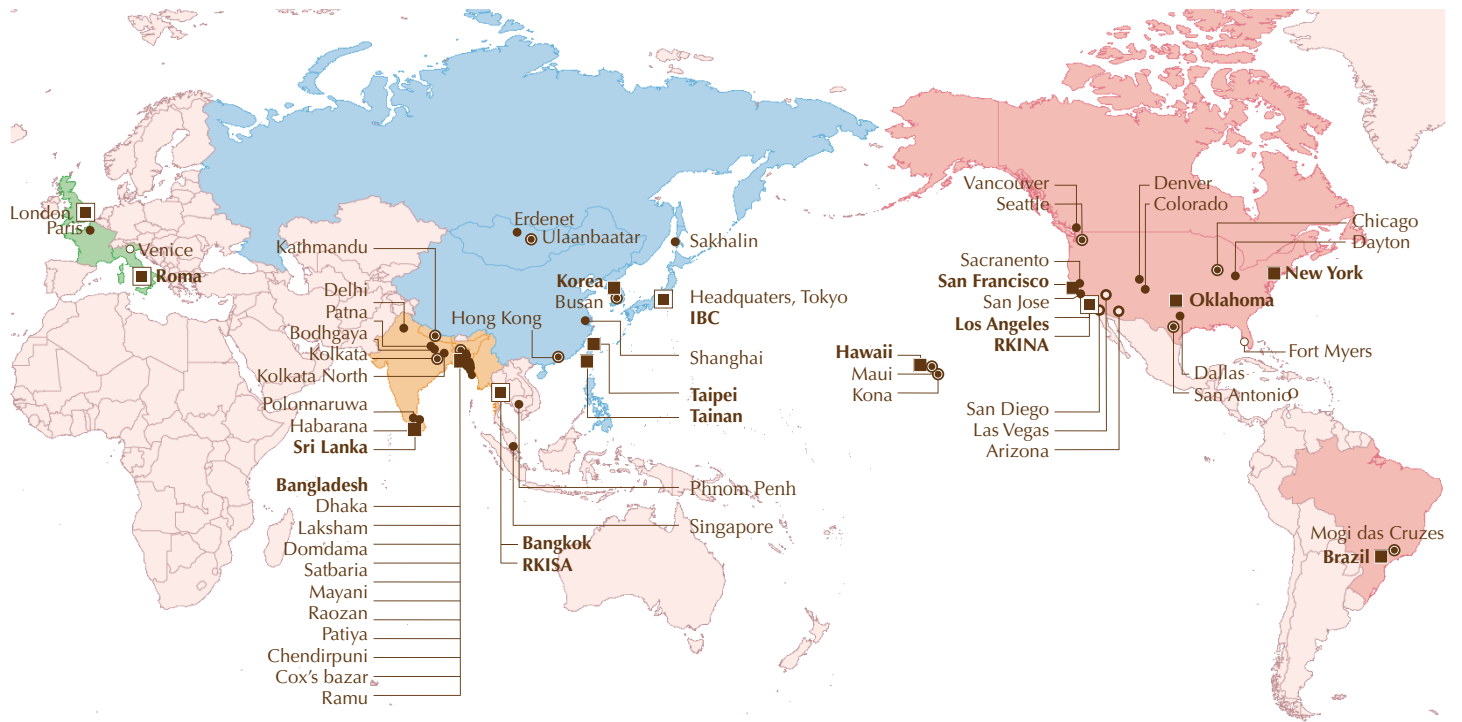 London
Paris
Venice
Roma
Kathmandu
Delhi
Patna
Bodhgaya
Kolkata
Kolkata North
Polonnaruwa
Habarana
Sri Lanka
Bangladesh
Dhaka
Laksham
Domdama
Satbaria
Mayani
Raozan
Patiya
Chendirpuni
Cox's bazar
Ramu
Erdenet
Ulaanbaatar
Sakhalin
Korea
Busan
Headquaters, Tokyo
IBC
Hong Kong
Shanghai
Taipei
Tainan
Phnom Penh
Singapore
Bangkok
RKISA
Hawaii
Maui
Kona
Vancouver
Seattle
Sacranento
San Francisco
San Jose
Los Angeles
RKINA
San Diego
Las Vegas
Arizona
Denver
Colorado
Chicago
Dayton
New York
Oklahoma
Fort Myers
Dallas
San Antonio
Mogi das Cruzes
Brazil